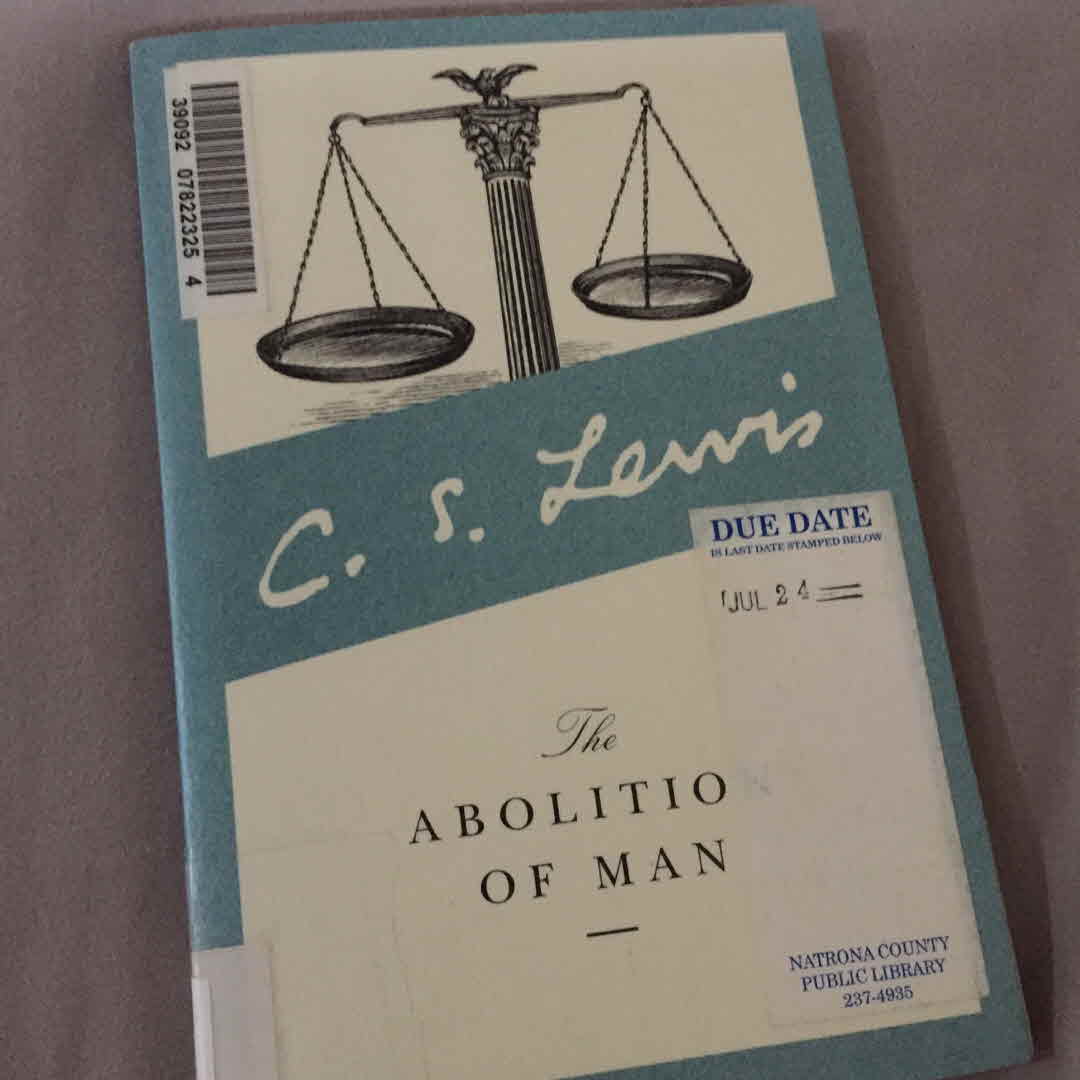 39092 07822325 4
C. S. Lewis
DUE DATE
IS LAST DATE STAMPED BELOW
JUL 24
The
ABOLITIO
OF MAN
NATRONA COUNTY
PUBLIC LIBRARY
237-4935